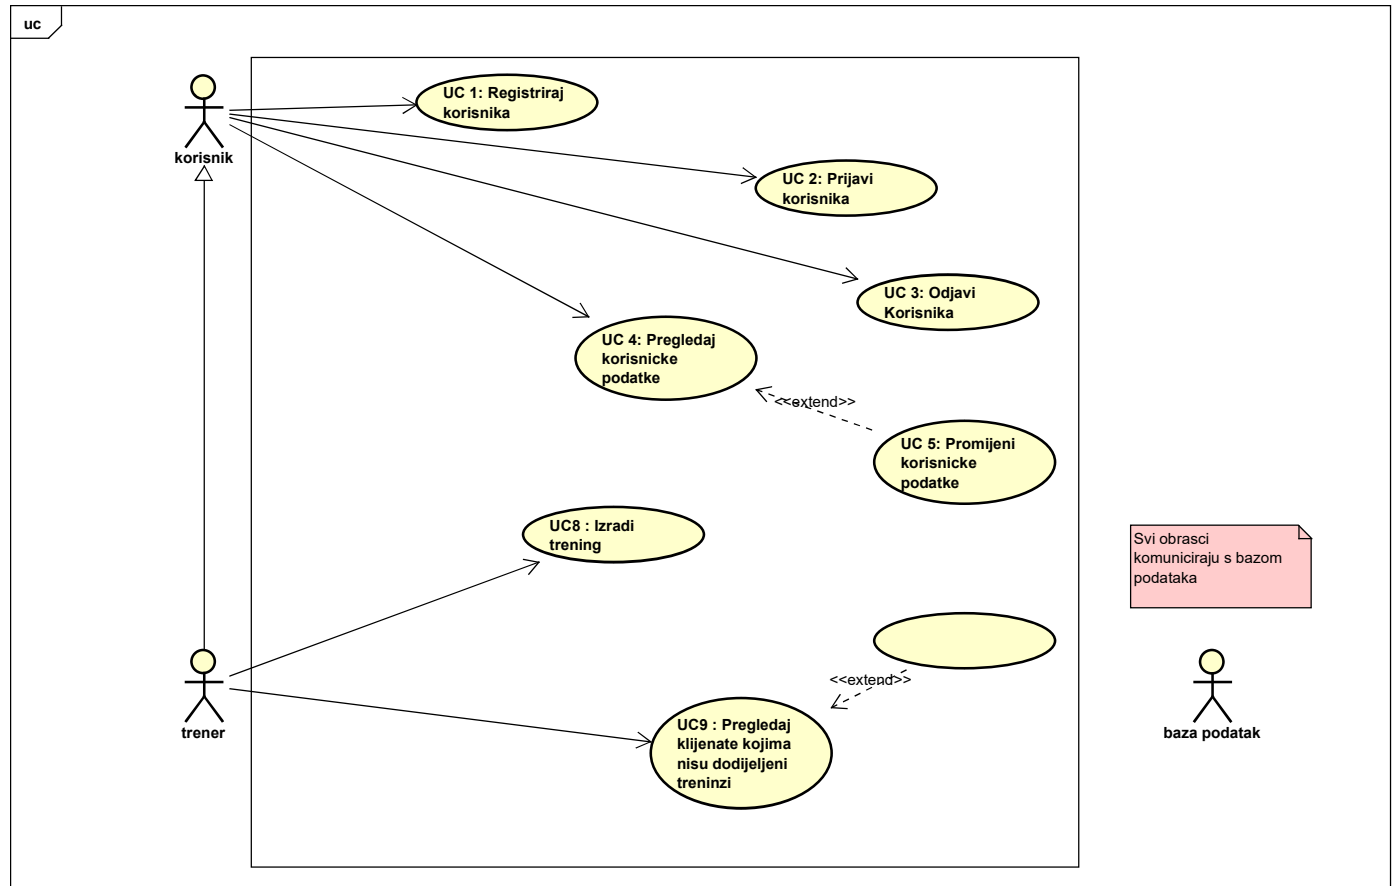 uc
UC 1: Registriraj
korisnika
korisnik
UC 2: Prijavi
korisnika
UC 3: Odjavi
Korisnika
UC 4: Pregledaj
korisnicke
podatke
<<extend>>
UC 5: Promijeni
korisnicke
podatke
UC8 : Izradi
trening
Svi obrasci
komuniciraju s bazom
podataka
<<extend>>
trener
UC9 : Pregledaj
klijenate kojima
nisu dodijeljeni
treninzi
baza podatak